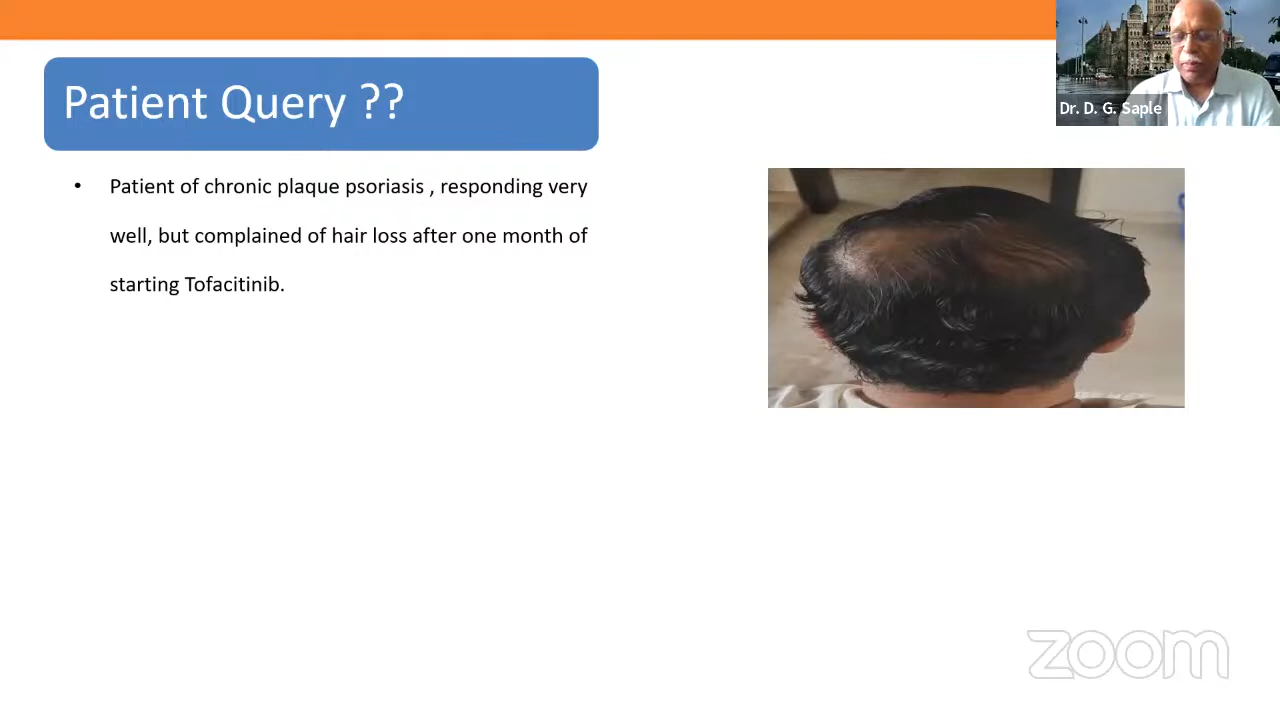 Patient Query ??
Dr. D. G. Saple
• Patient of chronic plaque psoriasis , responding very
well, but complained of hair loss after one month of
starting Tofacitinib.
zoom